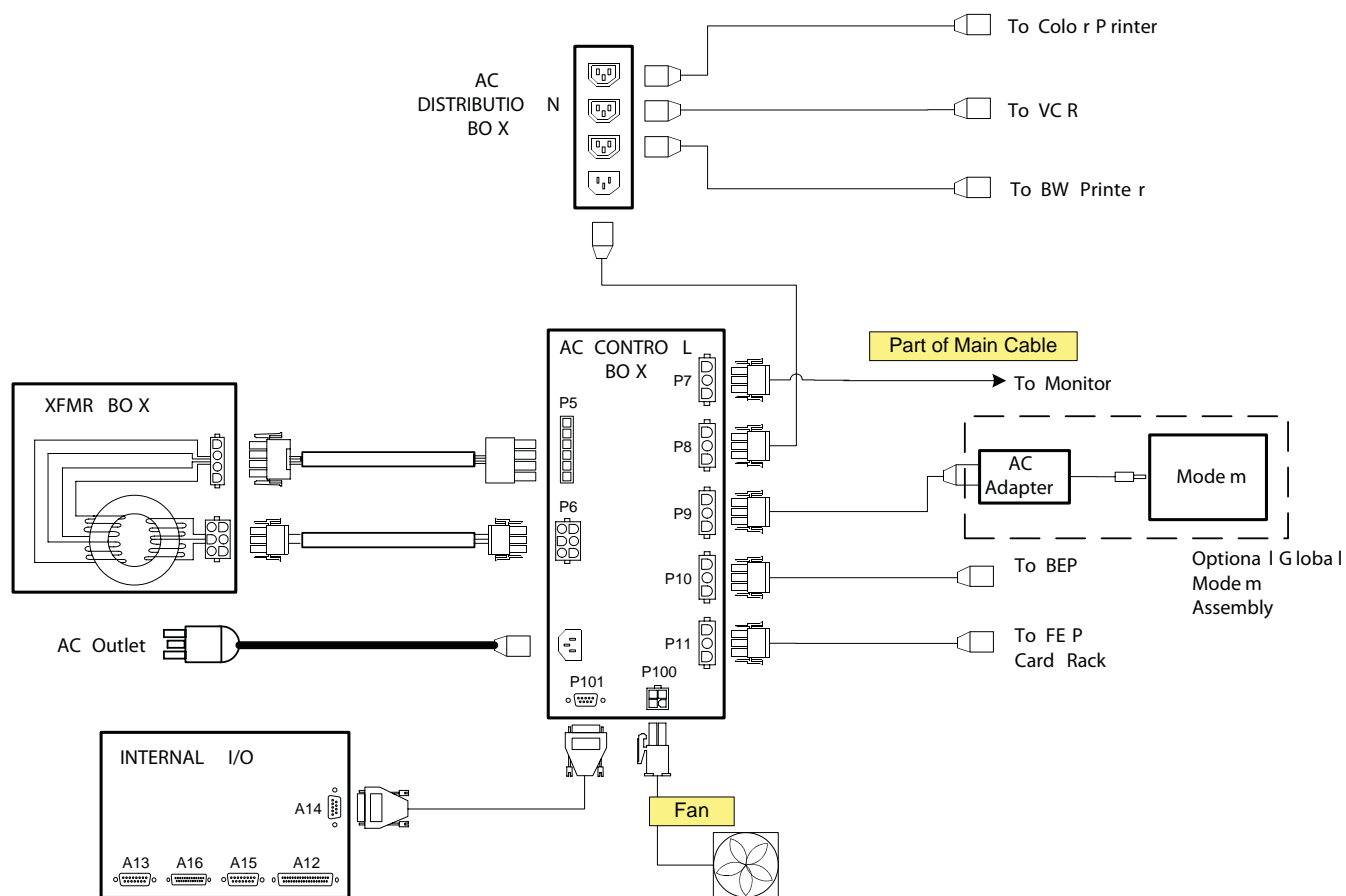 To Colo r P rinter
AC
DISTRIBUTIO N
BO X
To VC R
To BW Printe r
AC CONTRO L
BO X
Part of Main Cable
P7
To Monitor
XFMR BO X
P5
P8
AC
Adapter
Mode m
P6
P9
Optiona l G loba l
Mode m
Assembly
P10
To BEP
AC Outlet
P11
To FE P
Card Rack
P101
P100
INTERNAL I/O
A14
Fan
A13
A16
A15
A12